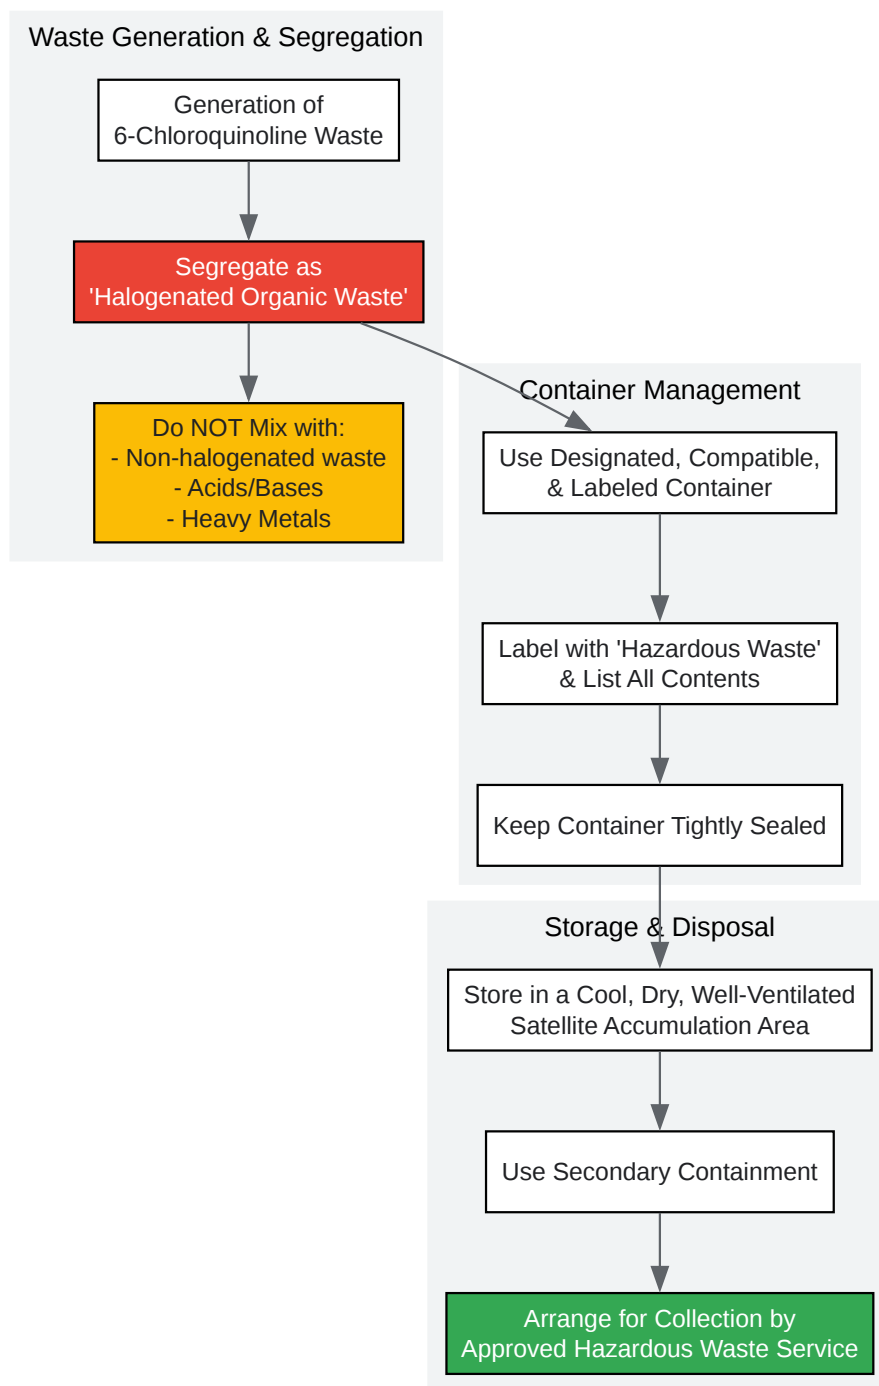 Waste Generation & Segregation
Generation of
6-Chloroquinoline Waste
Segregate as
'Halogenated Organic Waste'
Do NOT Mix with:
- Non-halogenated waste
- Acids/Bases
- Heavy Metals
Container Management
Use Designated, Compatible,
& Labeled Container
Label with 'Hazardous Waste'
& List All Contents
Keep Container Tightly Sealed
Storage & Disposal
Store in a Cool, Dry, Well-Ventilated
Satellite Accumulation Area
Use Secondary Containment
Arrange for Collection by
Approved Hazardous Waste Service